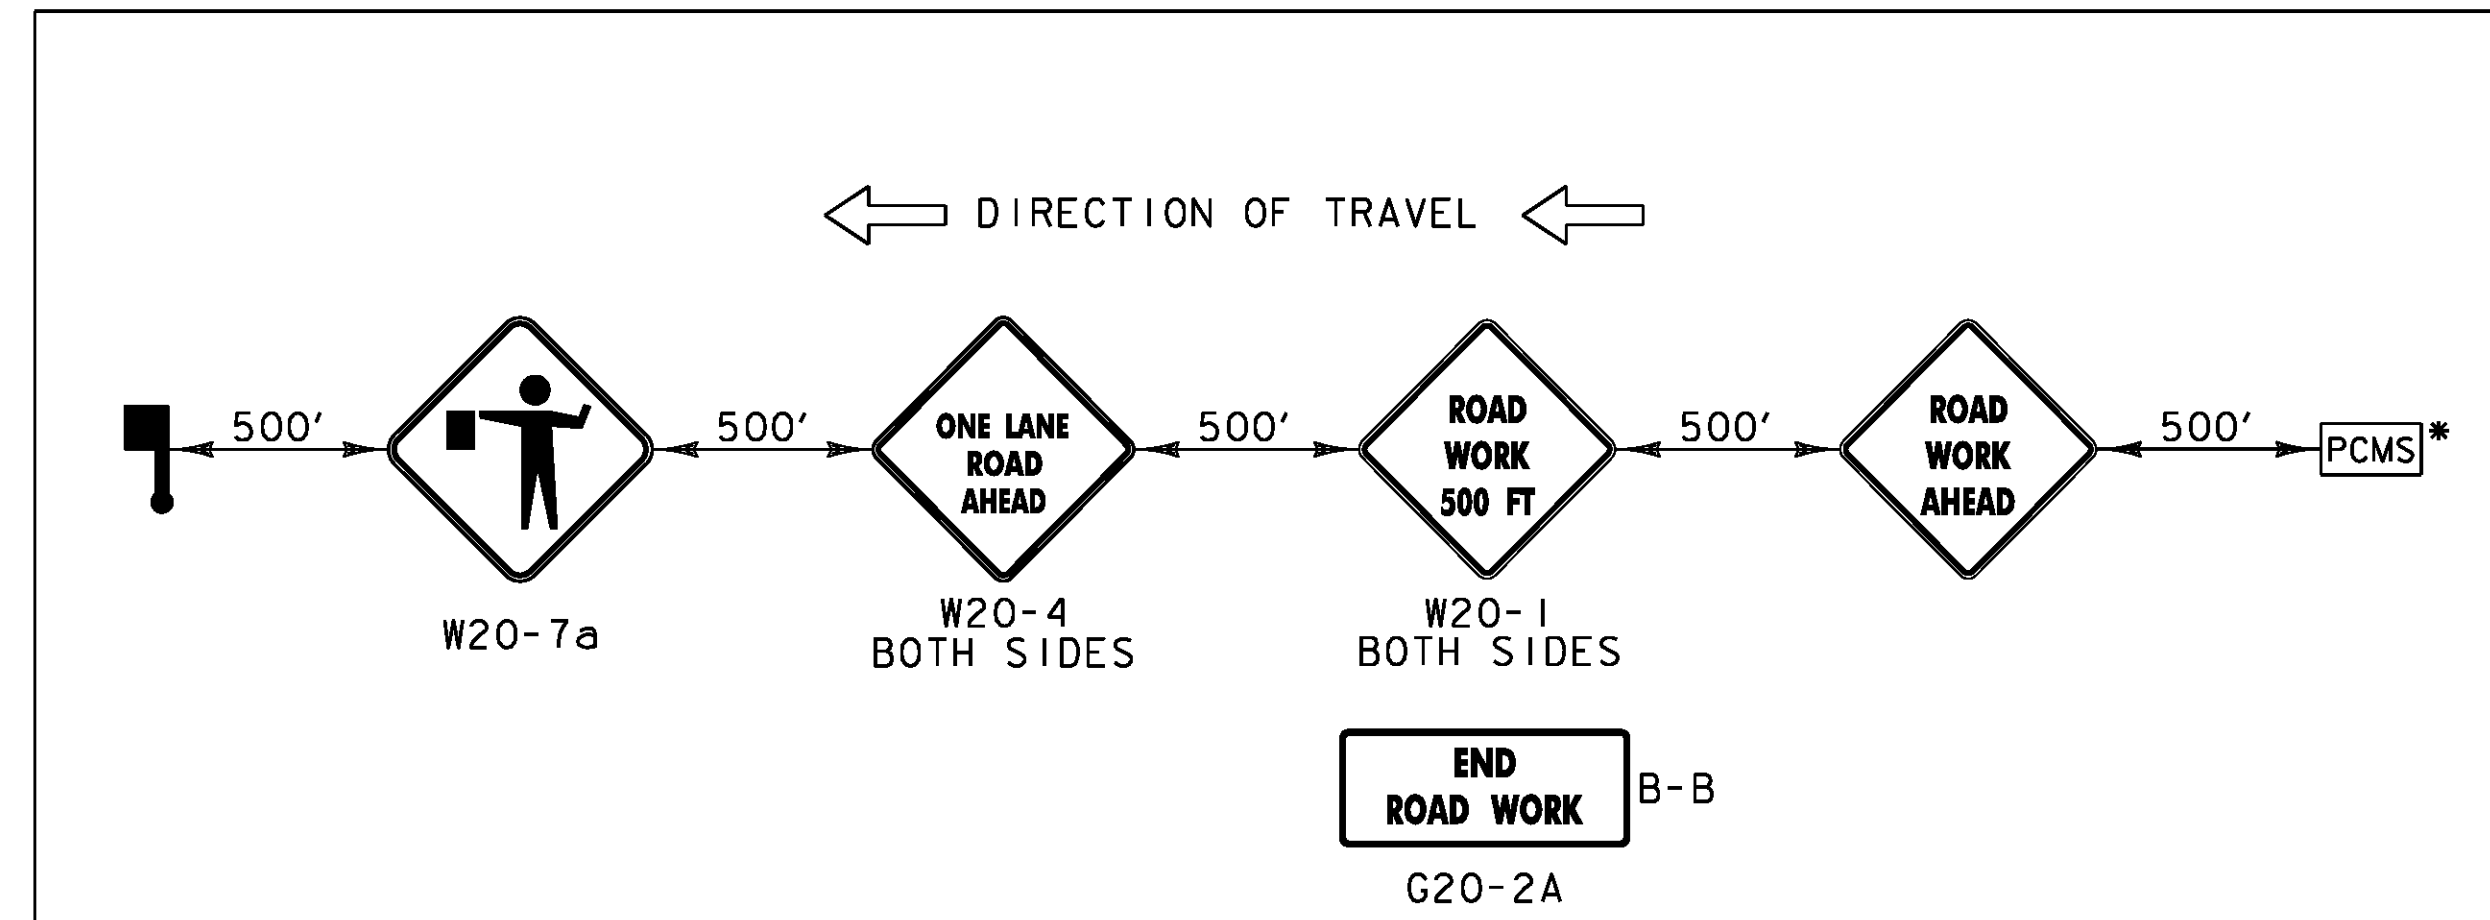 DIRECTION OF TRAVEL
500'
500'
500'
500'
500'
PCMS*
ONE LANE
ROAD
AHEAD
ROAD
WORK
500 FT
ROAD
WORK
AHEAD
W20-7a
W20-4
BOTH SIDES
W20-1
BOTH SIDES
END
ROAD WORK
B-B
G20-2A